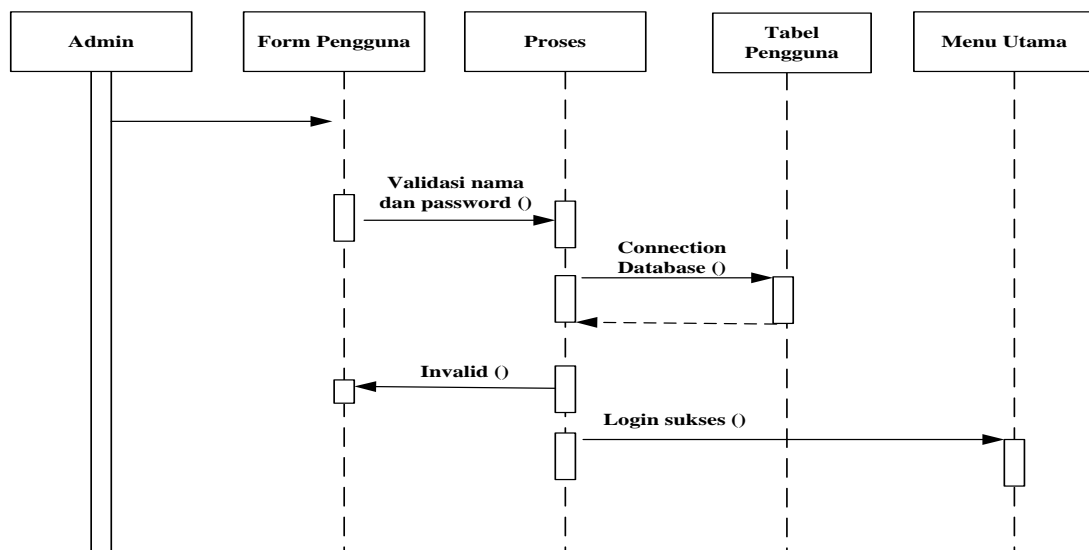 Admin
Form Pengguna
Proses
Tabel
Pengguna
Menu Utama
Validasi nama
dan password ()
Connection
Database ()
Invalid ()
Login sukses ()